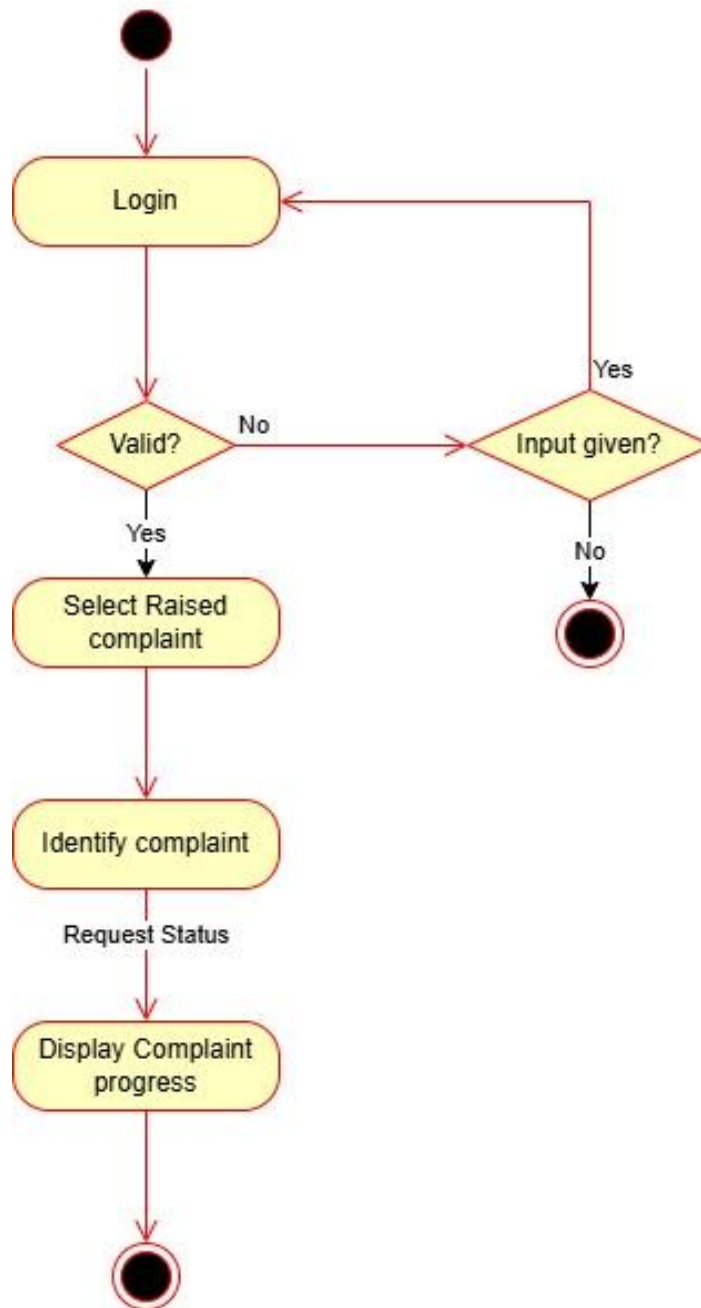 Login
Yes
Valid?
No
Input given?
Yes
No
Select Raised
complaint
Identify complaint
Request Status
Display Complaint
progress